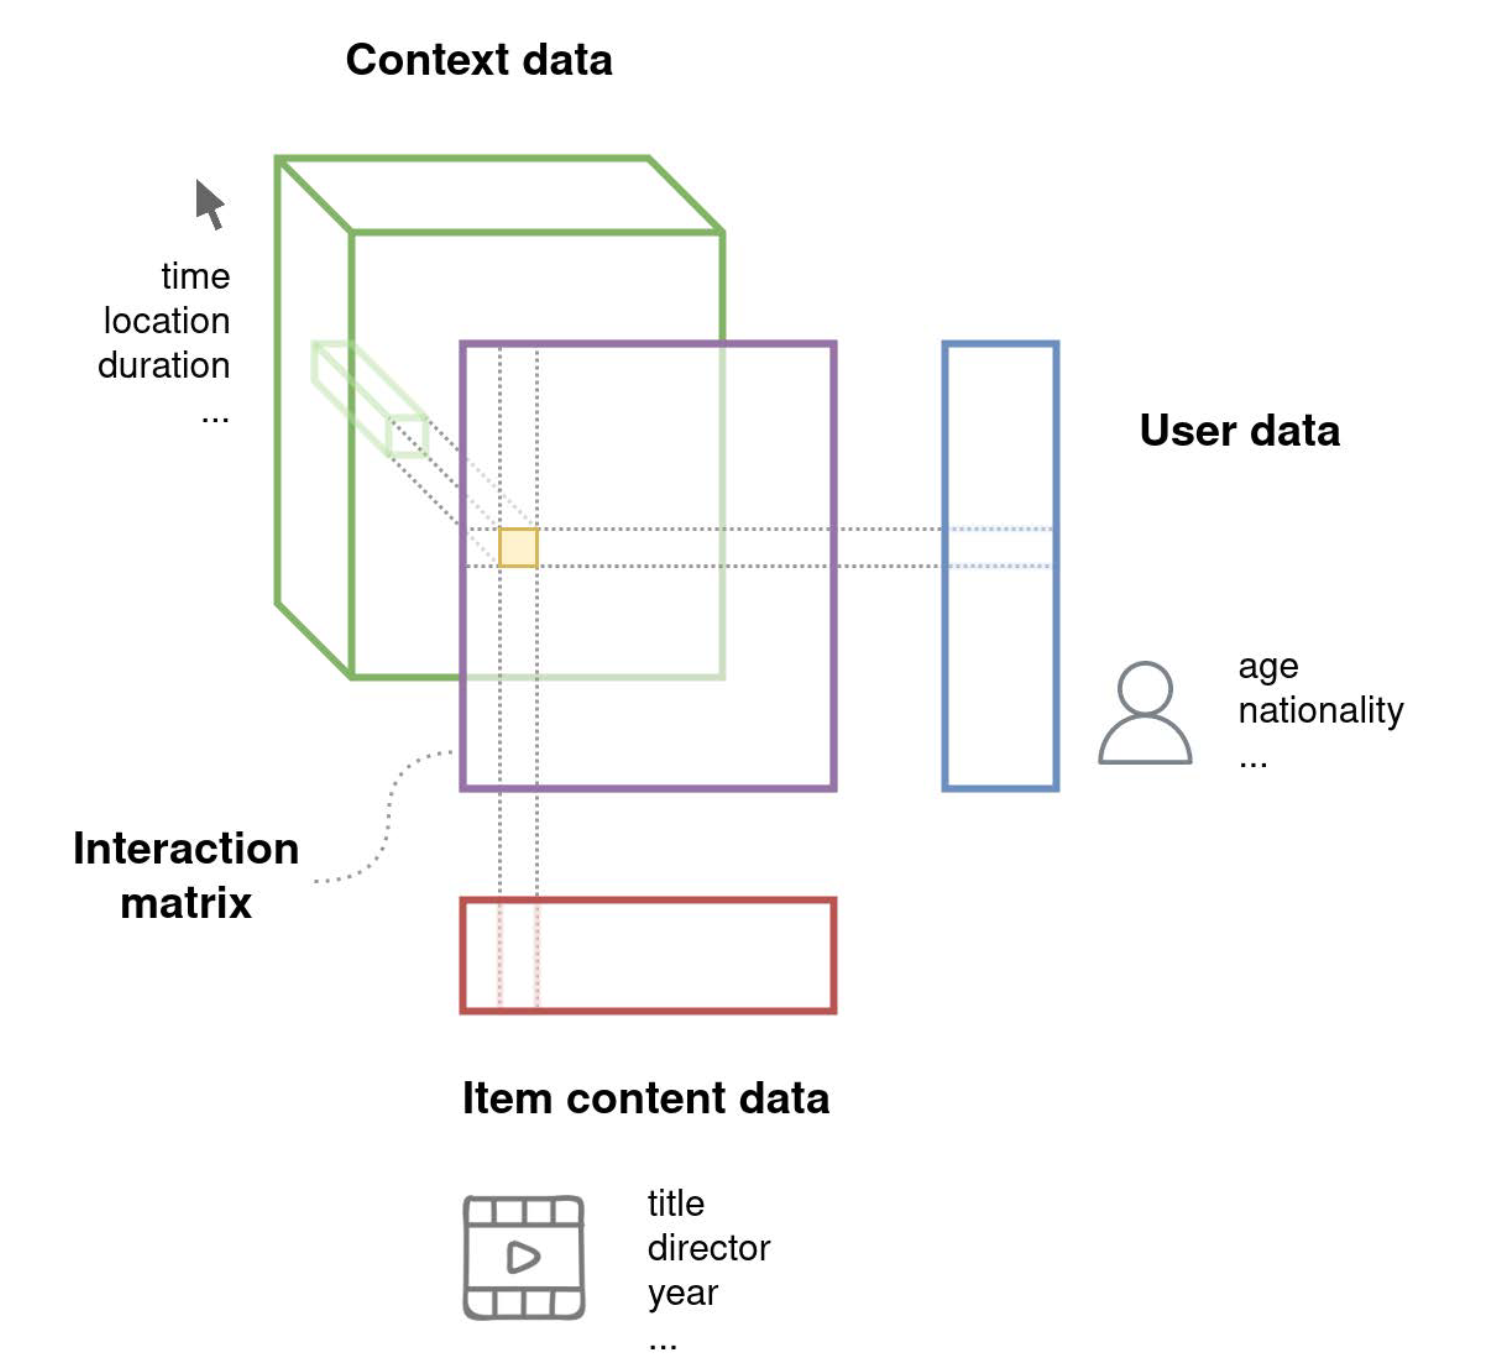 Context data
time
location
duration
...
User data
age
nationality
...
Interaction
matrix
Item content data
title
director
year
...